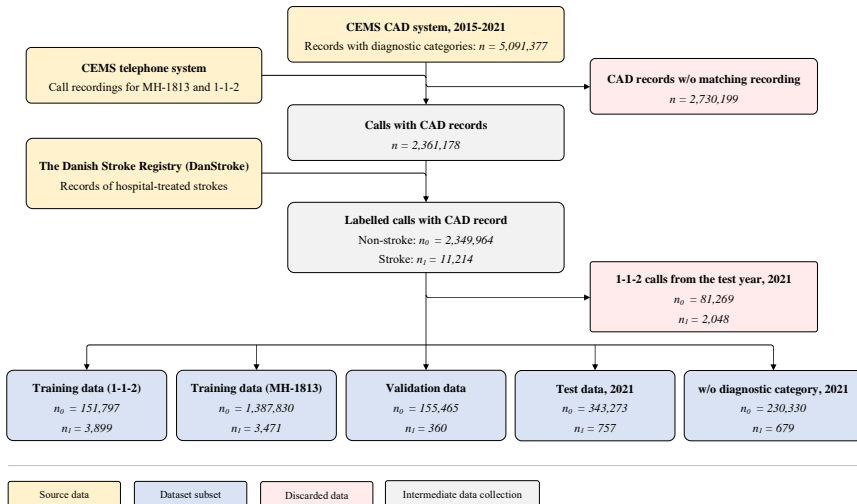 CEMS CAD system, 2015-2021
Records with diagnostic categories: n = 5,091,377
CEMS telephone system
Call recordings for MH-1813 and 1-1-2
CAD records w/o matching recording
n = 2,730,199
Calls with CAD records
n = 2,361,178
The Danish Stroke Registry (DanStroke)
Records of hospital-treated strokes
Labelled calls with CAD record
Non-stroke: n₀ = 2,349,964
Stroke: n₁ = 11,214
1-1-2 calls from the test year, 2021
n₀ = 81,269
n₁ = 2,048
Training data (1-1-2)
n₀ = 151,797
n₁ = 3,899
Training data (MH-1813)
n₀ = 1,387,830
n₁ = 3,471
Validation data
n₀ = 155,465
n₁ = 360
Test data, 2021
n₀ = 343,273
n₁ = 757
w/o diagnostic category, 2021
n₀ = 230,330
n₁ = 679
Source data
Dataset subset
Discarded data
Intermediate data collection